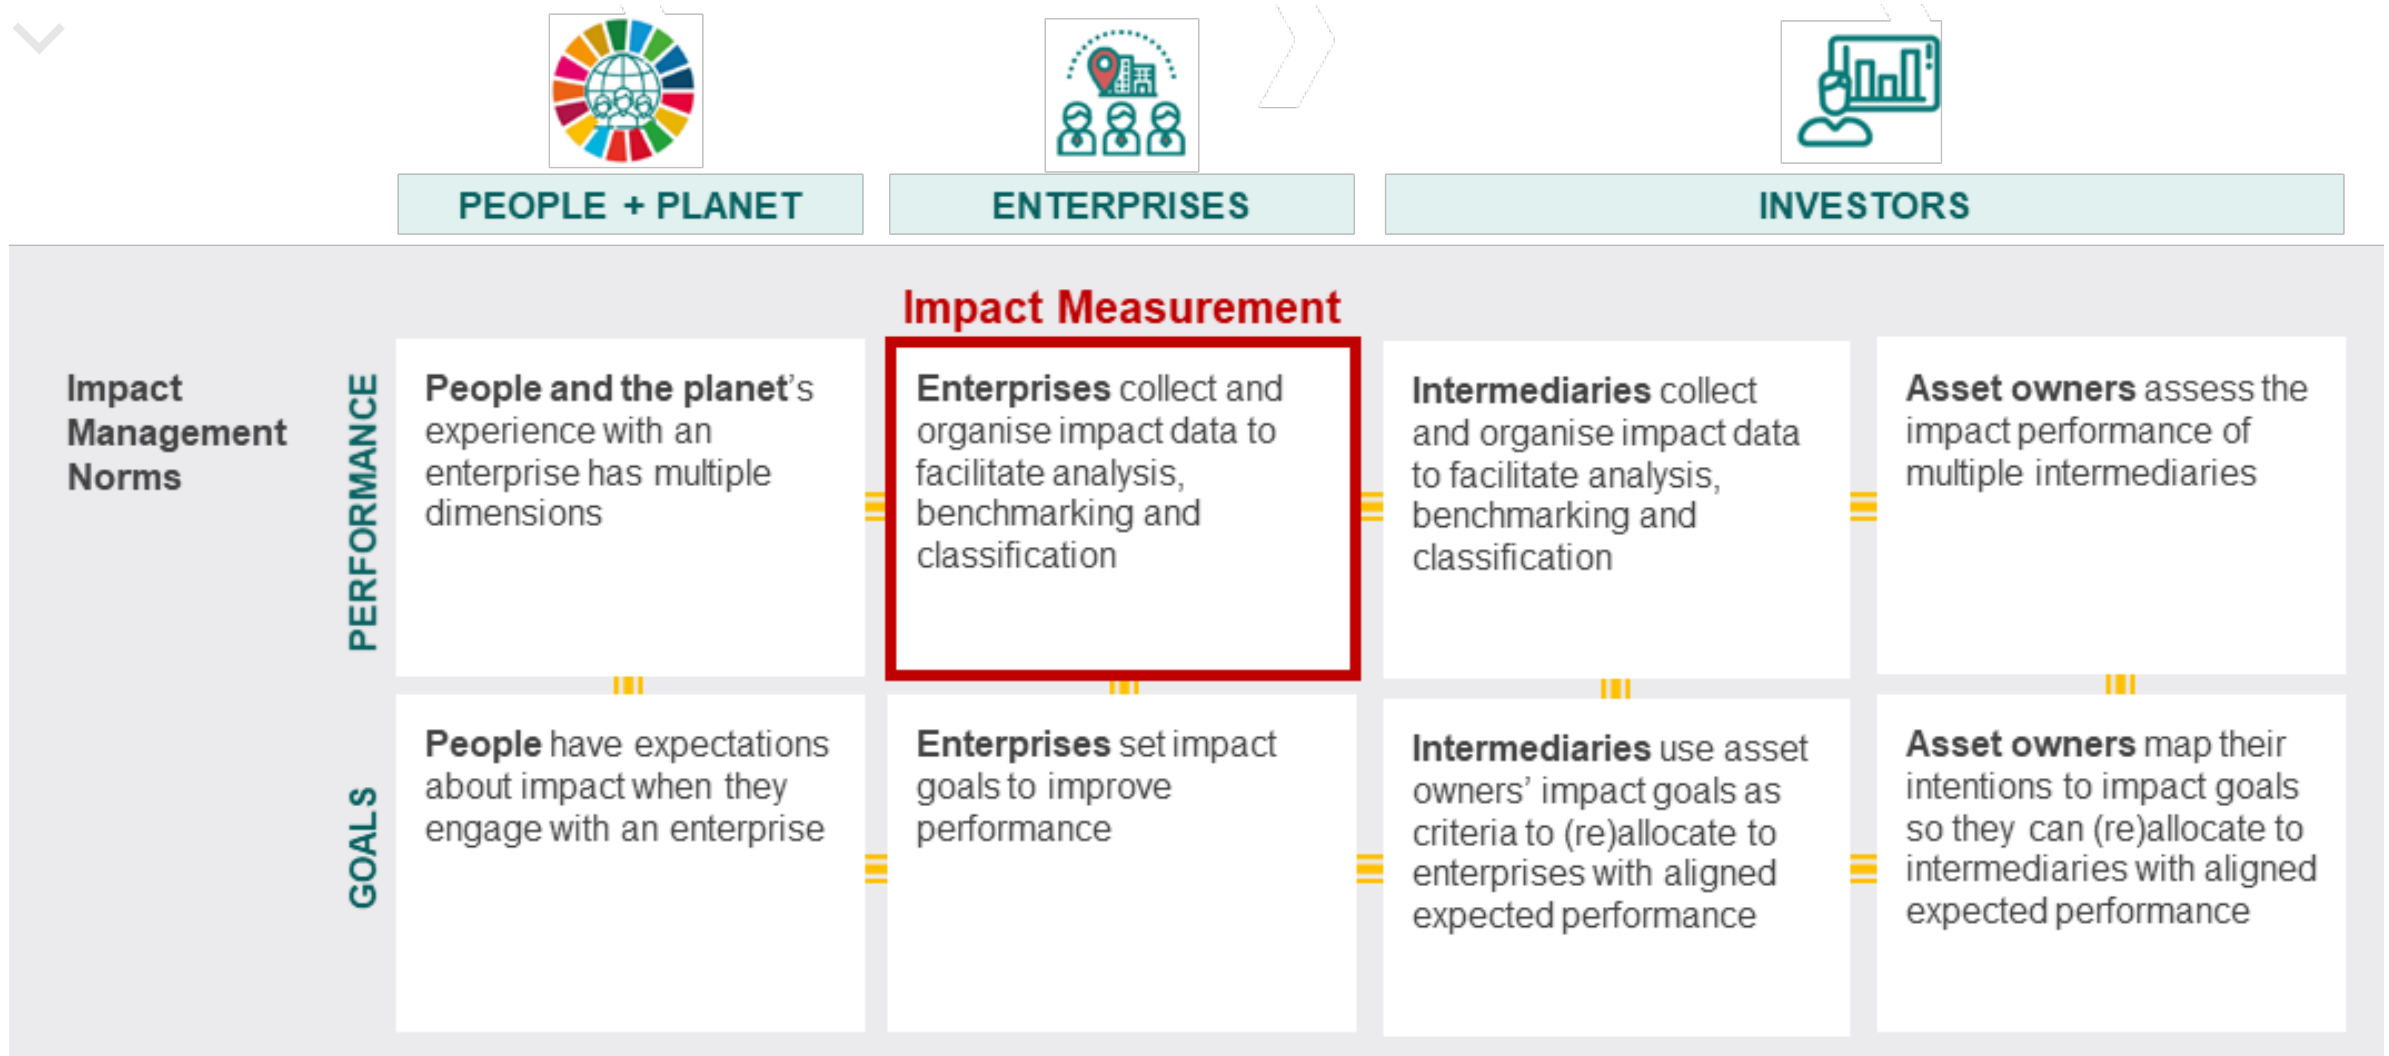 PEOPLE + PLANET
ENTERPRISES
INVESTORS
Impact Measurement
Impact
Management
Norms
PERFORMANCE
People and the planet's
experience with an
enterprise has multiple
dimensions
Enterprises collect and
organise impact data to
facilitate analysis,
benchmarking and
classification
Intermediaries collect
and organise impact data
to facilitate analysis,
benchmarking and
classification
Asset owners assess the
impact performance of
multiple intermediaries
GOALS
People have expectations
about impact when they
engage with an enterprise
Enterprises set impact
goals to improve
performance
Intermediaries use asset
owners’ impact goals as
criteria to (re)allocate to
enterprises with aligned
expected performance
Asset owners map their
intentions to impact goals
so they can (re)allocate to
intermediaries with aligned
expected performance